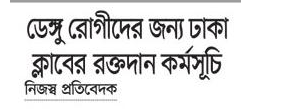 ডেঙ্গু রোগীদের জন্য ঢাকা
ক্লাবের রক্তদান কর্মসূচি
নিজস্ব প্রতিবেদক